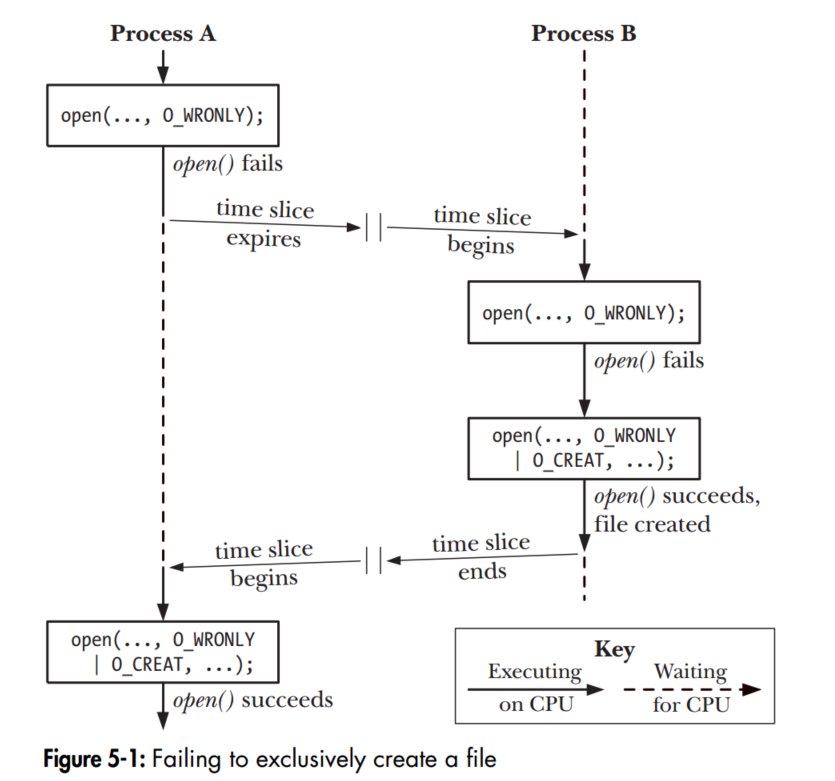 Process A
Process B
open(..., O_WRONLY);
open() fails
time slice
expires
time slice
begins
open(..., O_WRONLY);
open() fails
open(..., O_WRONLY
| O_CREAT, ...);
open() succeeds,
file created
time slice
ends
time slice
begins
open(..., O_WRONLY
| O_CREAT, ...);
open() succeeds
Key
Executing
on CPU
Waiting
for CPU
Figure 5-1: Failing to exclusively create a file